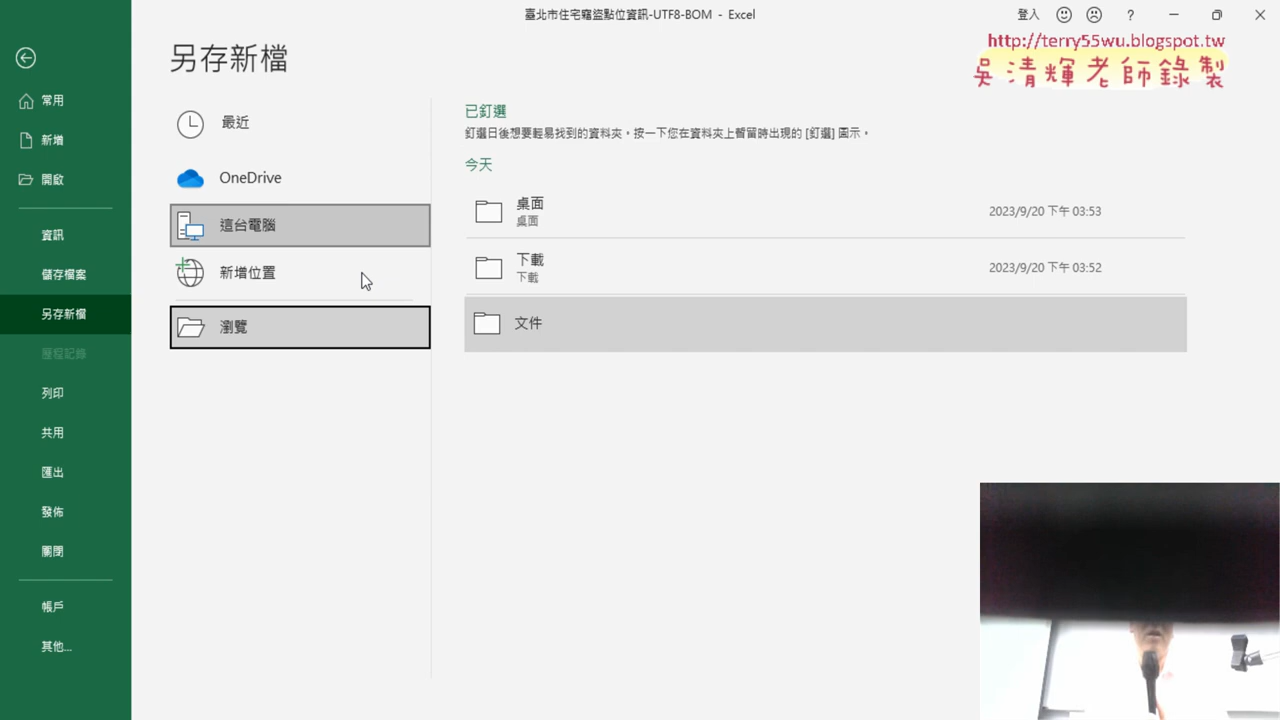 臺北市住宅竊盜點位資訊-UTF8-BOM - Excel
登入
http://terry55wu.blogspot.tw
吳清輝老師錄製
另存新檔
常用
新增
開啟
資訊
儲存檔案
另存新檔
歷程記錄
列印
共用
匯出
發佈
關閉
帳戶
其他...
最近
OneDrive
這台電腦
新增位置
瀏覽
已釘選
釘選日後想要輕易找到的資料夾。按一下您在資料夾上暫留時出現的 [釘選] 圖示。
今天
桌面
桌面
2023/9/20 下午 03:53
下載
下載
2023/9/20 下午 03:52
文件